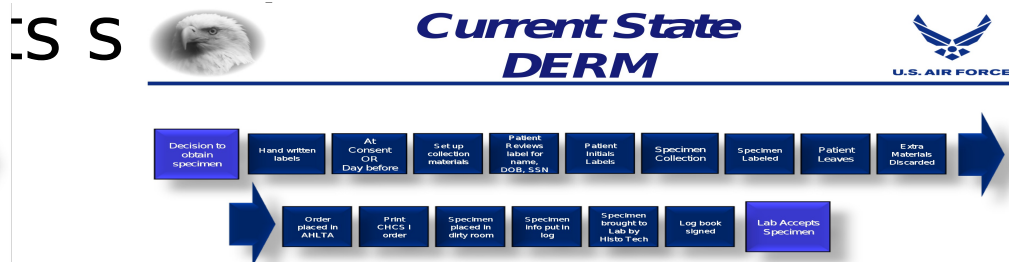 ts s
Current State
DERM
U.S. AIR FORCE
Decision to
obtain
specimen
Hand written
labels
At
Consent
OR
Day before
Set up
collection
materials
Patient
Reviews
label for
name,
DOB, SSN
Patient
Initials
Labels
Specimen
Collection
Specimen
Labeled
Patient
Leaves
Extra
Materials
Discarded
Order
placed in
AHLTA
Print
CHCS I
order
Specimen
placed in
dirty room
Specimen
info put in
log
Specimen
brought to
Lab by
Histo Tech
Log book
signed
Lab Accepts
Specimen